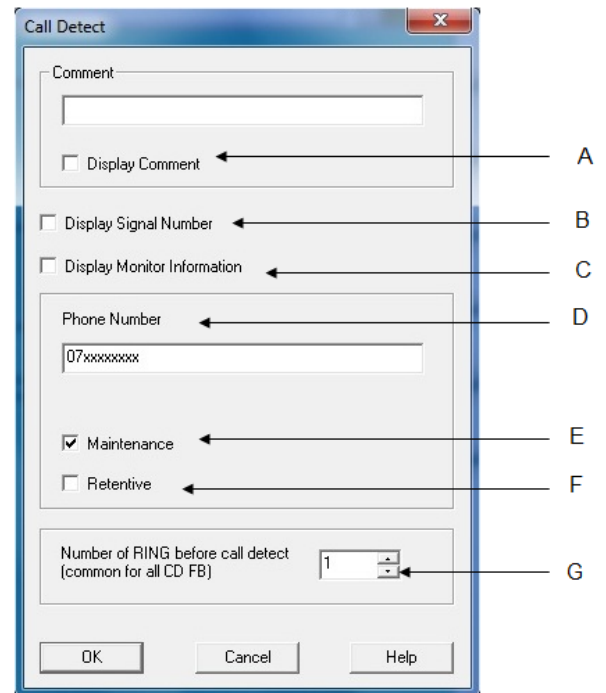 Call Detect
Comment
Display Comment
A
Display Signal Number
B
Display Monitor Information
C
Phone Number
D
07xxxxxxxx
Maintenance
E
Retentive
F
Number of RING before call detect
(common for all CD FB)
1
G
OK
Cancel
Help